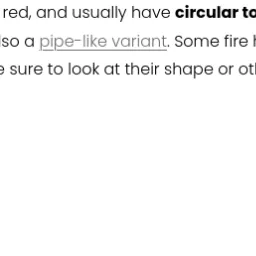 red, and usually have circular to
lso a pipe-like variant. Some fire h
sure to look at their shape or ot